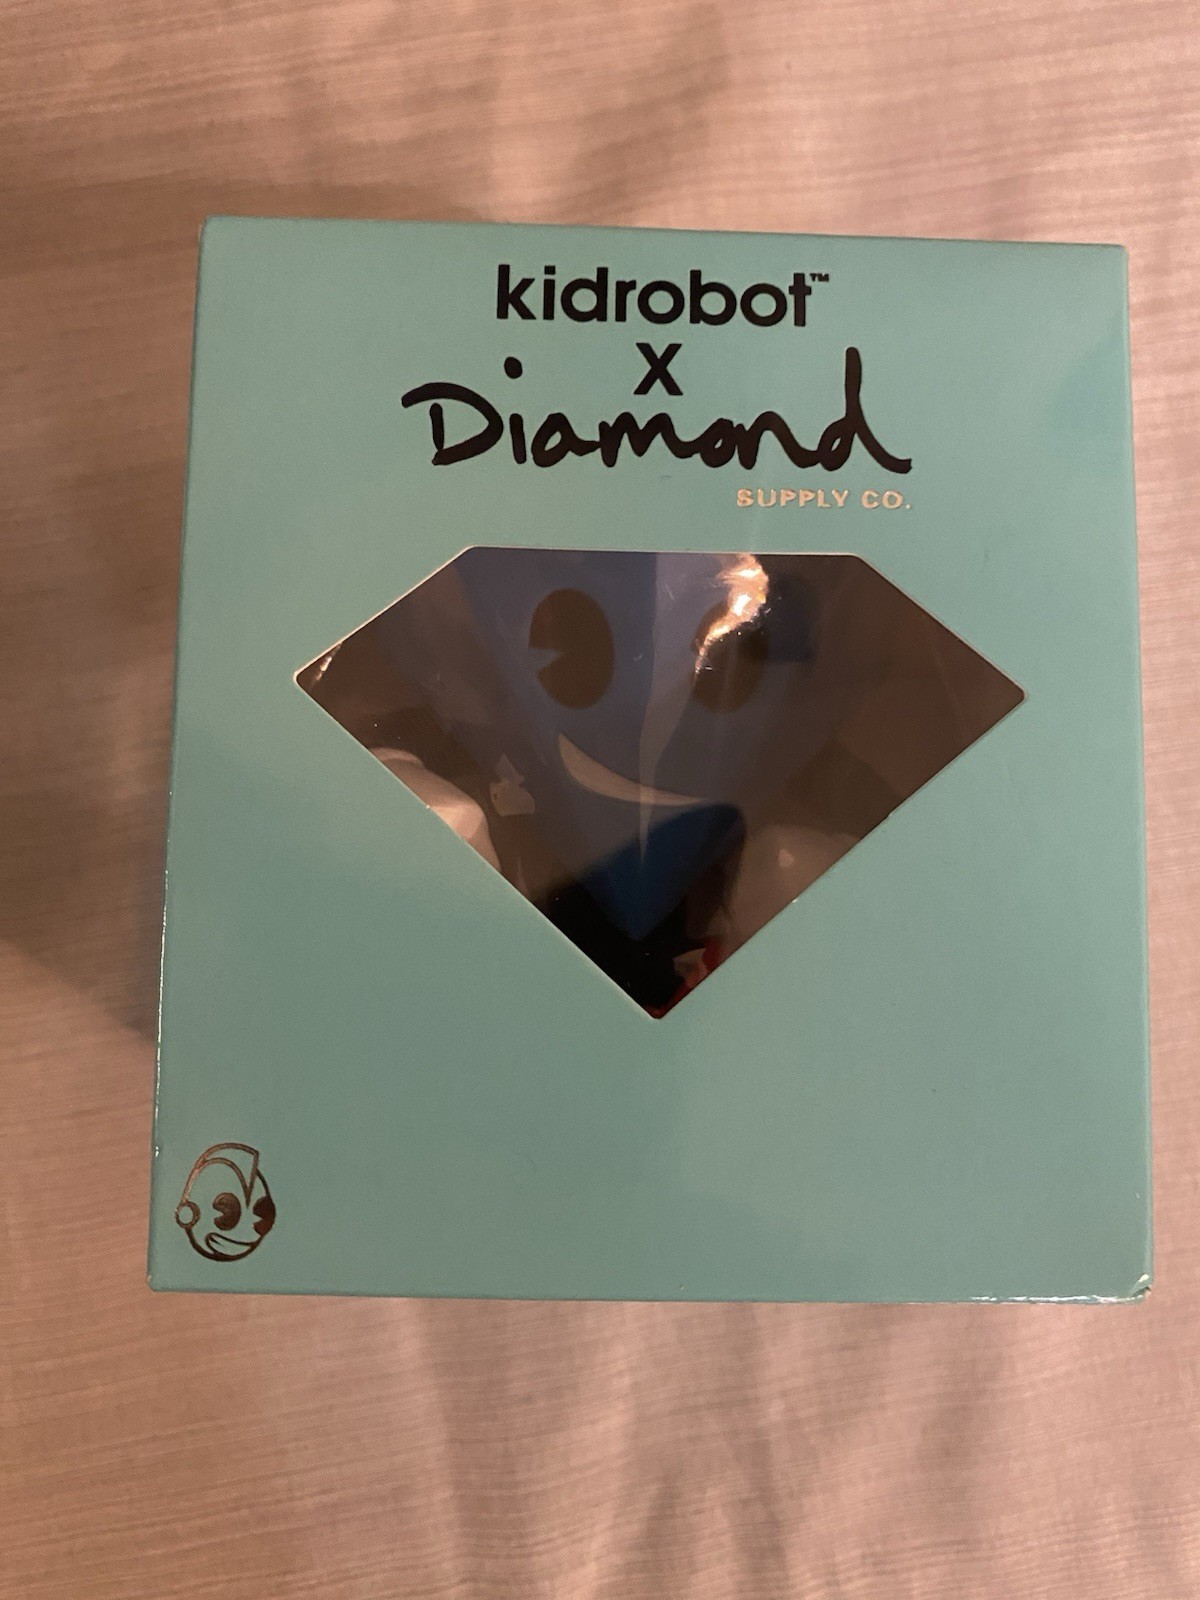 kidrobot™
X
Diamond
SUPPLY CO.